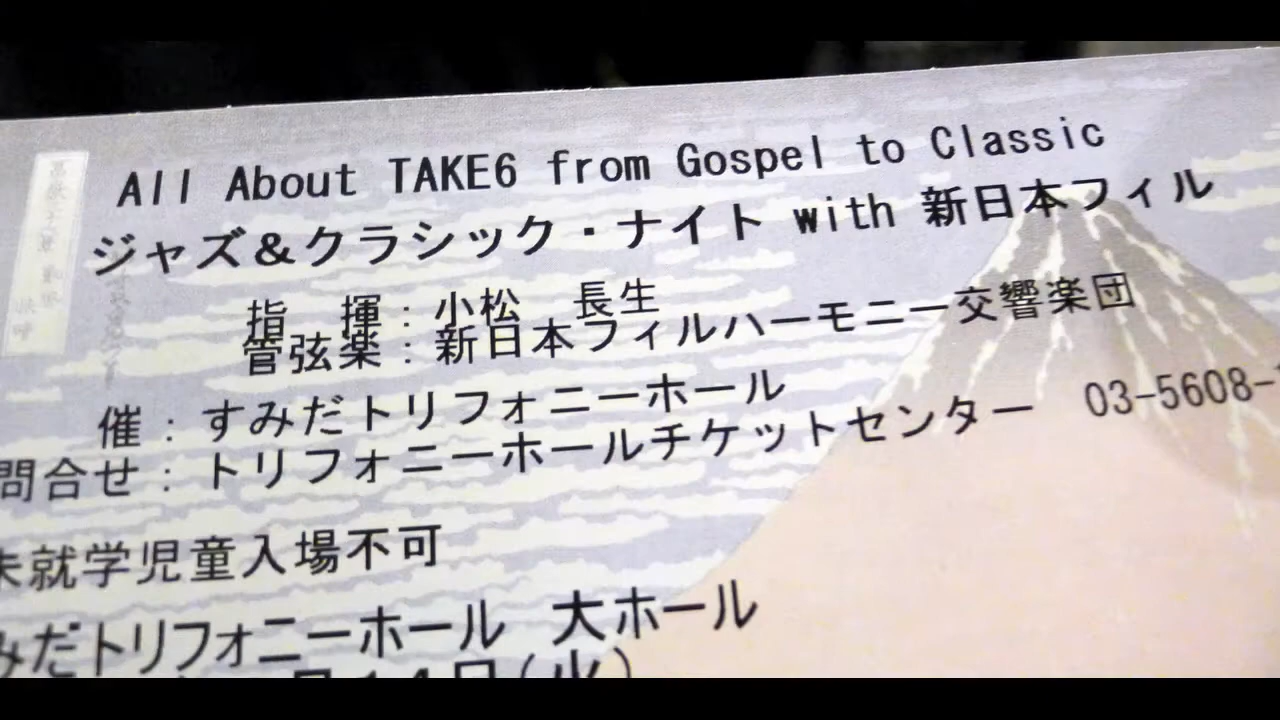 All About TAKE6 from Gospel to Classic
ジャズ&クラシック・ナイト with 新日本フィル
指　揮：小松　長生
管弦楽：新日本フィルハーモニー交響楽団
催：すみだトリフォニーホール
問合せ：トリフォニーホールチケットセンター　03-5608-
未就学児童入場不可
みだトリフォニーホール　大ホール
月14日(火)